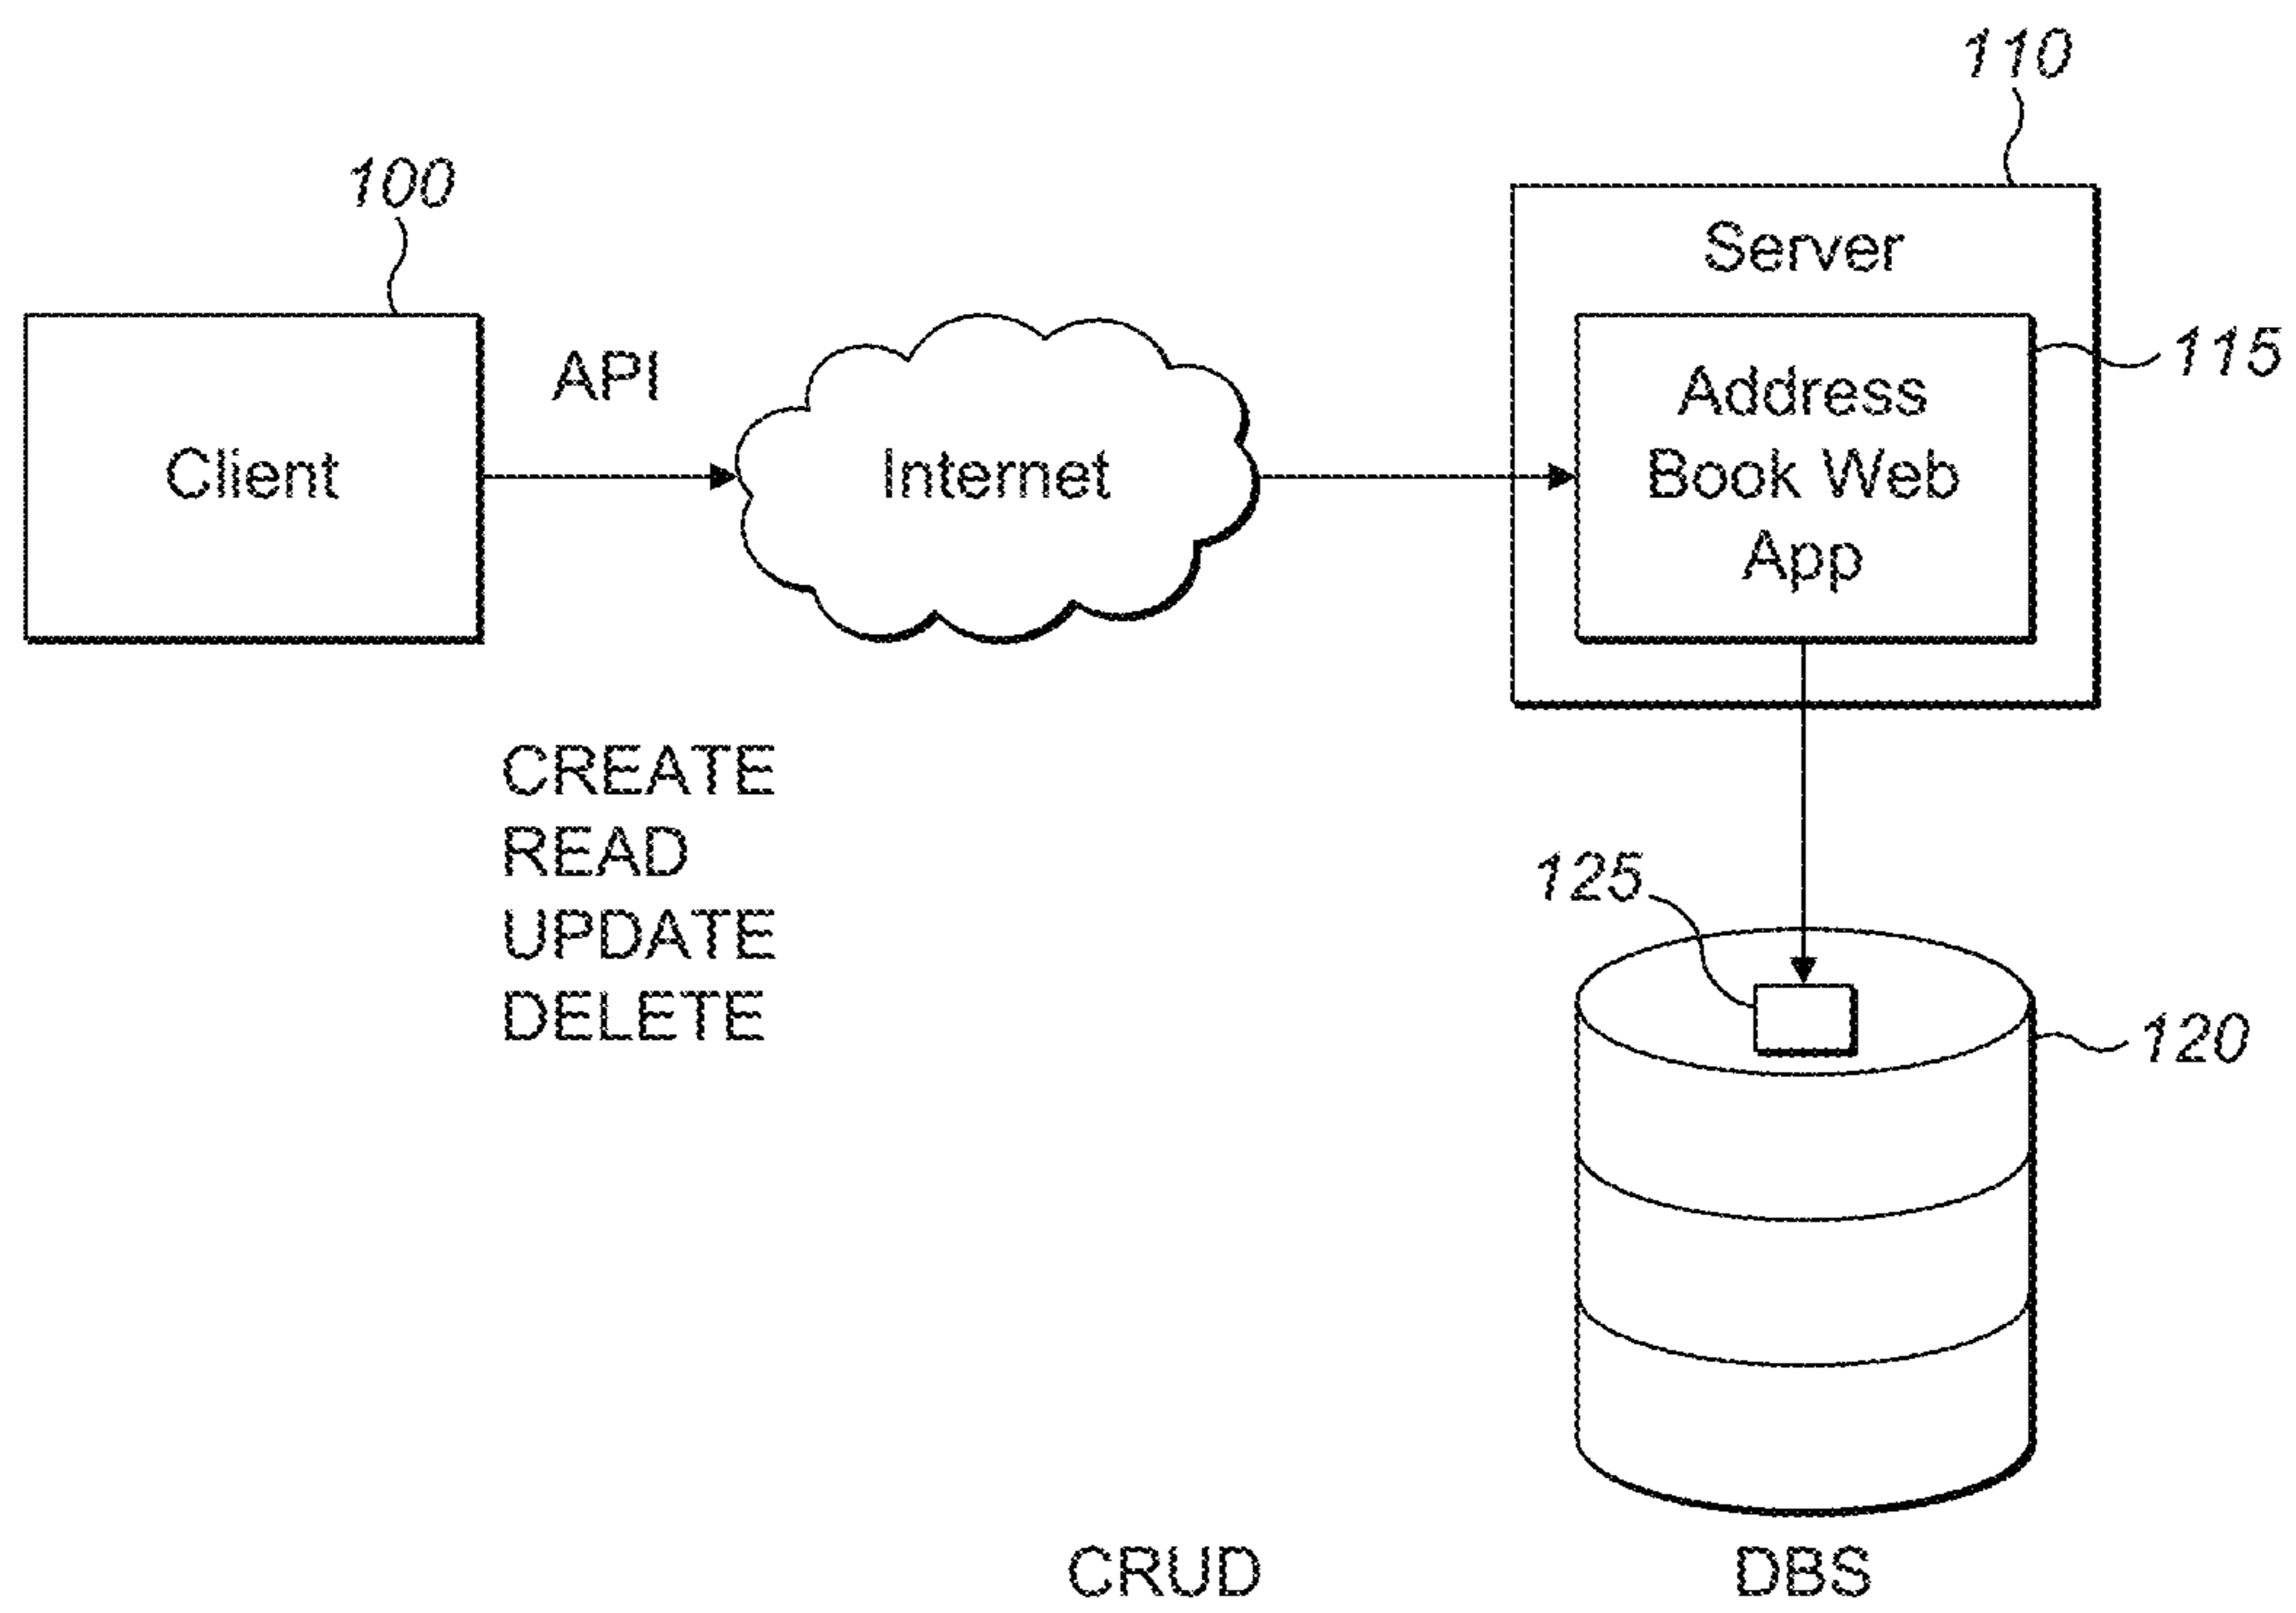 110
100
Server
API
115
Address
Book Web
App
Client
Internet
CREATE
READ
UPDATE
DELETE
125
120
CRUD
DBS